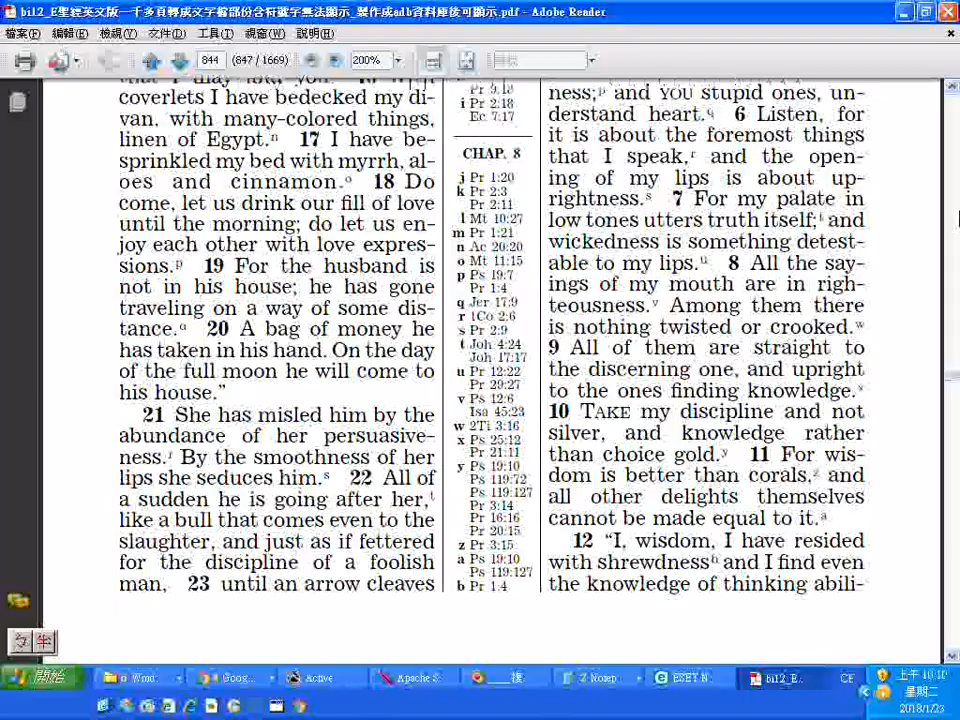 bi12_E聖經英文版一千多頁轉成文字檔部份含符號字無法顯示_製作成adb資料庫後可顯示.pdf - Adobe Reader
檔案(F) 編輯(E) 檢視(V) 文件(D) 工具(T) 視窗(W) 說明(H)
844 (847 / 1669) 200%
coverlets I have bedecked my di-
van, with many-colored things,
linen of Egypt.ⁿ 17 I have be-
sprinkled my bed with myrrh, al-
oes and cinnamon.ᵒ 18 Do
come, let us drink our fill of love
until the morning; do let us en-
joy each other with love expres-
sions.ᵖ 19 For the husband is
not in his house; he has gone
traveling on a way of some dis-
tance.q 20 A bag of money he
has taken in his hand. On the day
of the full moon he will come to
his house.”
21 She has misled him by the
abundance of her persuasive-
ness.ʳ By the smoothness of her
lips she seduces him.ˢ 22 All of
a sudden he is going after her,ᵗ
like a bull that comes even to the
slaughter, and just as if fettered
for the discipline of a foolish
man, 23 until an arrow cleaves
Pr 9:18
i Pr 2:18
Ec 7:17
CHAP. 8
j Pr 1:20
k Pr 2:3
Pr 2:11
l Mt 10:27
m Pr 1:21
n Ac 20:20
o Mt 11:15
p Ps 19:7
Pr 1:4
q Jer 17:9
r 1Co 2:6
s Pr 2:9
t Joh 4:24
Joh 17:17
u Pr 12:22
Pr 29:27
v Ps 12:6
Isa 45:23
w 2Ti 3:16
x Ps 25:12
Pr 21:11
y Ps 19:10
Ps 119:72
Ps 119:127
Pr 3:14
Pr 16:16
Pr 20:15
z Pr 3:15
a Ps 19:10
Ps 119:127
b Pr 1:4
ness;ᵖ and YOU stupid ones, un-
derstand heart.q 6 Listen, for
it is about the foremost things
that I speak,ʳ and the open-
ing of my lips is about up-
rightness.ˢ 7 For my palate in
low tones utters truth itself;ᵗ and
wickedness is something detest-
able to my lips.ᵘ 8 All the say-
ings of my mouth are in righ-
teousness.ᵛ Among them there
is nothing twisted or crooked.ʷ
9 All of them are straight to
the discerning one, and upright
to the ones finding knowledge.ˣ
10 TAKE my discipline and not
silver, and knowledge rather
than choice gold.ʸ 11 For wis-
dom is better than corals,ᶻ and
all other delights themselves
cannot be made equal to it.ᵃ
12 “I, wisdom, I have resided
with shrewdnessᵇ and I find even
the knowledge of thinking abili-
ㄅ 半
開始 Word Goog... Active Apache S... 2 Notep... ESET N... bi12_E... CE 上午 10:10
星期二
2018/1/23